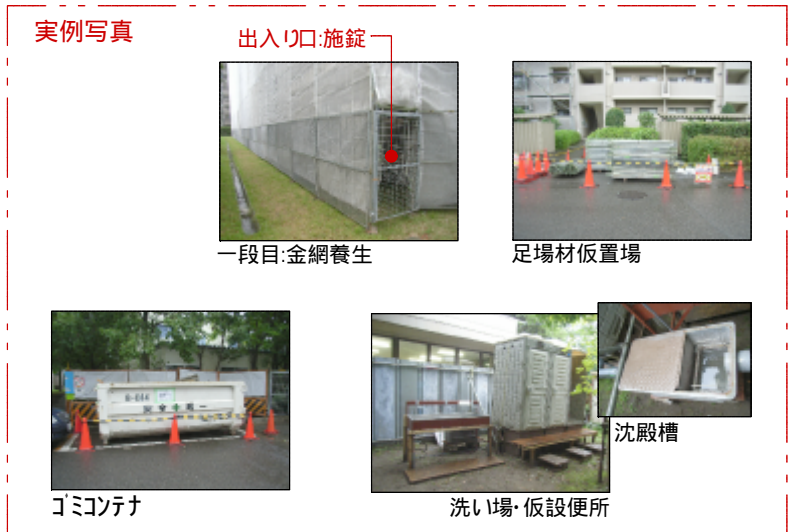 実例写真
出入り口:施錠
一段目:金網養生
足場材仮置場
ゴミコンテナ
沈殿槽
洗い場・仮設便所